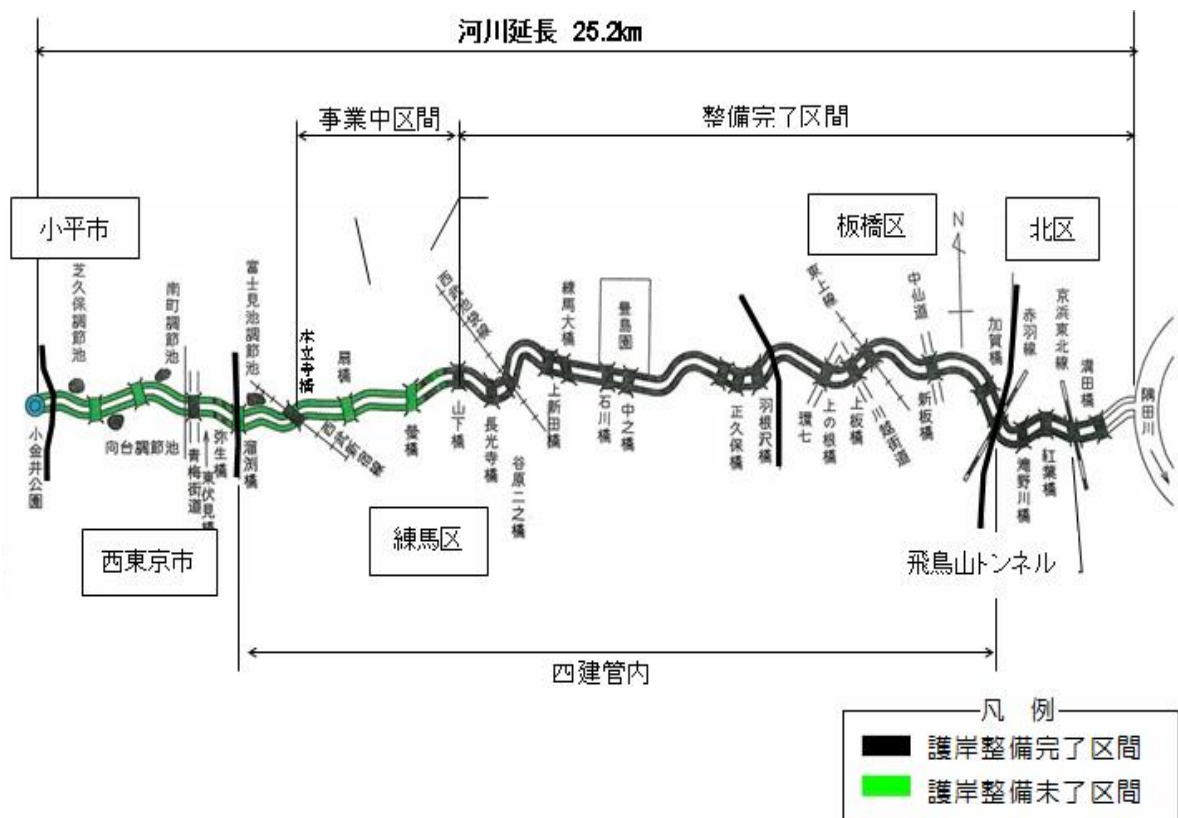 河川延長 25.2km
事業中区間
整備完了区間
小平市
板橋区
N
北区
芝久保調節池
南町調節池
富士見池調節池
本立寺橋
扇橋
練馬大橋
豊島園
東上線
中仙道
加賀橋
赤羽線
京浜東北線
溝田橋
隅田川
小金井公園
向台調節池
青梅街道
東伏見橋
弥生橋
溜渕橋
西武新宿線
螢橋
山下橋
長光寺橋
谷原二之橋
上新田橋
石川橋
中之橋
正久保橋
羽根沢橋
環七
上の根橋
上板橋
川越街道
新板橋
滝野川橋
紅葉橋
西東京市
練馬区
飛鳥山トンネル
四建管内
凡 例
護岸整備完了区間
護岸整備未了区間